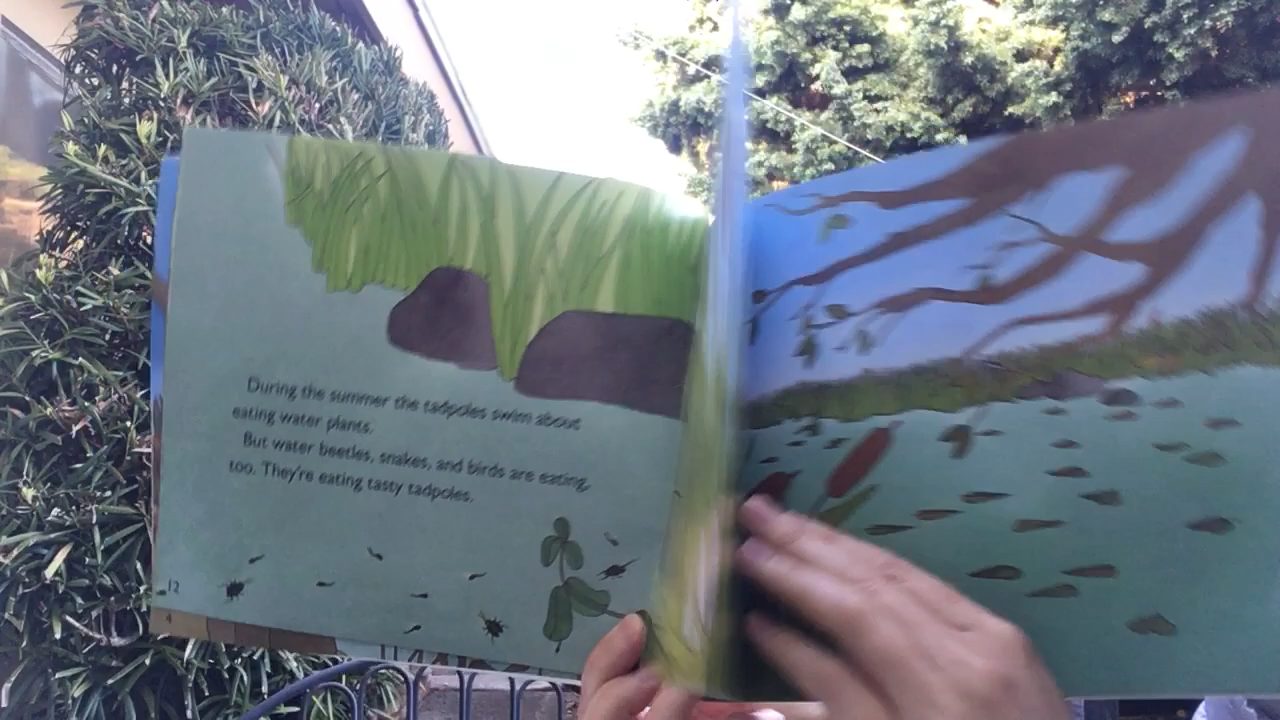 During the summer the tadpoles swim about
eating water plants.
But water beetles, snakes, and birds are eating,
too. They're eating tasty tadpoles.
12